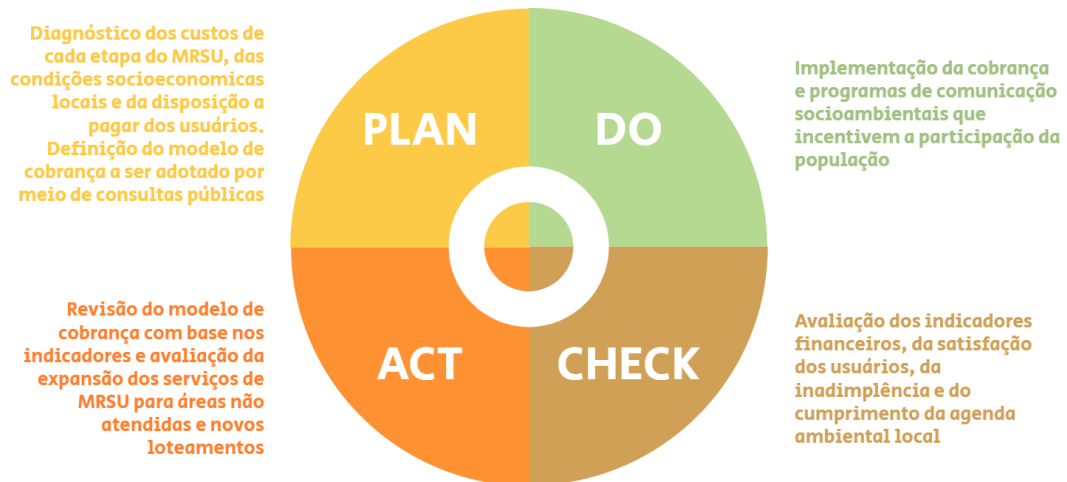 Diagnóstico dos custos de
cada etapa do MRSU, das
condições socioeconomicas
locais e da disposição a
pagar dos usuários.
Definição do modelo de
cobrança a ser adotado por
meio de consultas públicas
PLAN
DO
Implementação da cobrança
e programas de comunicação
socioambientais que
incentivem a participação da
população
Revisão do modelo de
cobrança com base nos
indicadores e avaliação da
expansão dos serviços de
MRSU para áreas não
atendidas e novos
loteamentos
ACT
CHECK
Avaliação dos indicadores
financeiros, da satisfação
dos usuários, da
inadimplência e do
cumprimento da agenda
ambiental local